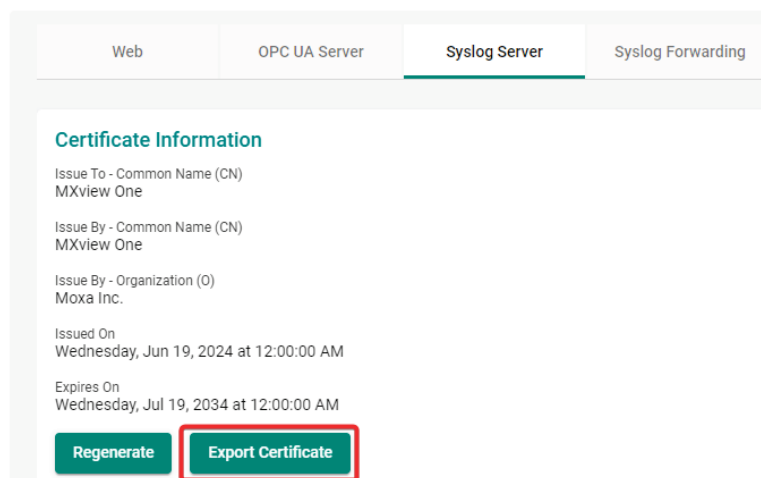 Web OPC UA Server Syslog Server Syslog Forwarding
Certificate Information
Issue To - Common Name (CN)
MXview One
Issue By - Common Name (CN)
MXview One
Issue By - Organization (O)
Moxa Inc.
Issued On
Wednesday, Jun 19, 2024 at 12:00:00 AM
Expires On
Wednesday, Jul 19, 2034 at 12:00:00 AM
Regenerate Export Certificate